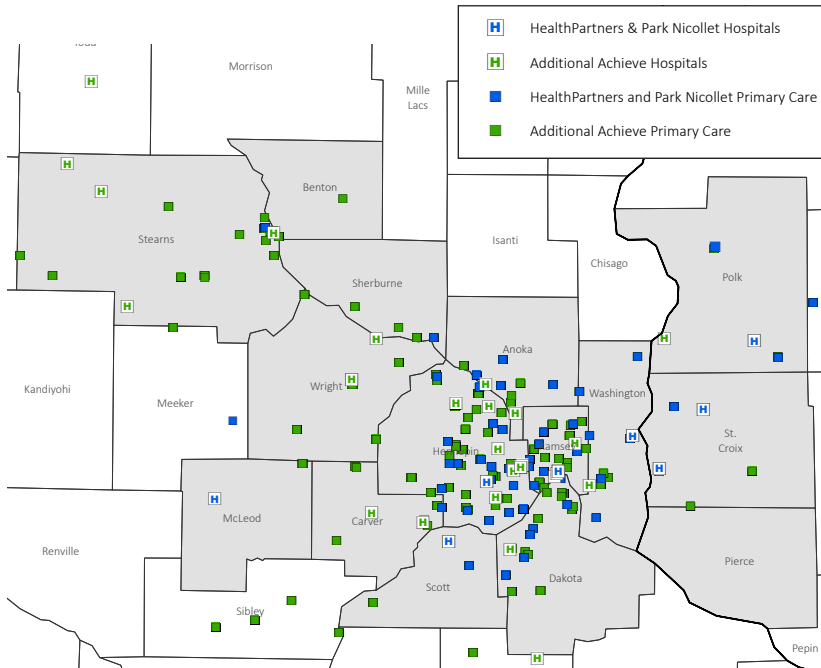 H HealthPartners & Park Nicollet Hospitals
H Additional Achieve Hospitals
HealthPartners and Park Nicollet Primary Care
Additional Achieve Primary Care
Morrison
Mille
Lacs
Benton
Stearns
Isanti
Chisago
Polk
Sherburne
Anoka
Wright
Washington
Kandiyohi
Meeker
St.
Croix
McLeod
Carver
Renville
Pierce
Scott
Dakota
Sibley
Pepin